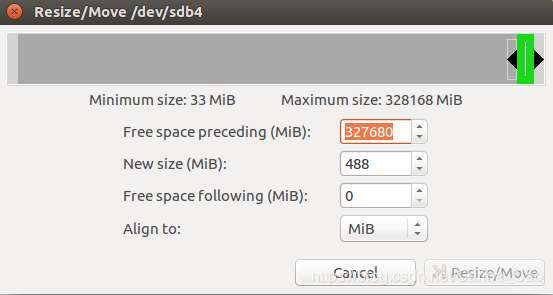 Resize/Move /dev/sdb4
Minimum size: 33 MiB Maximum size: 328168 MiB
Free space preceding (MiB): 327680
New size (MiB): 488
Free space following (MiB): 0
Align to: MiB
Cancel Resize/Move